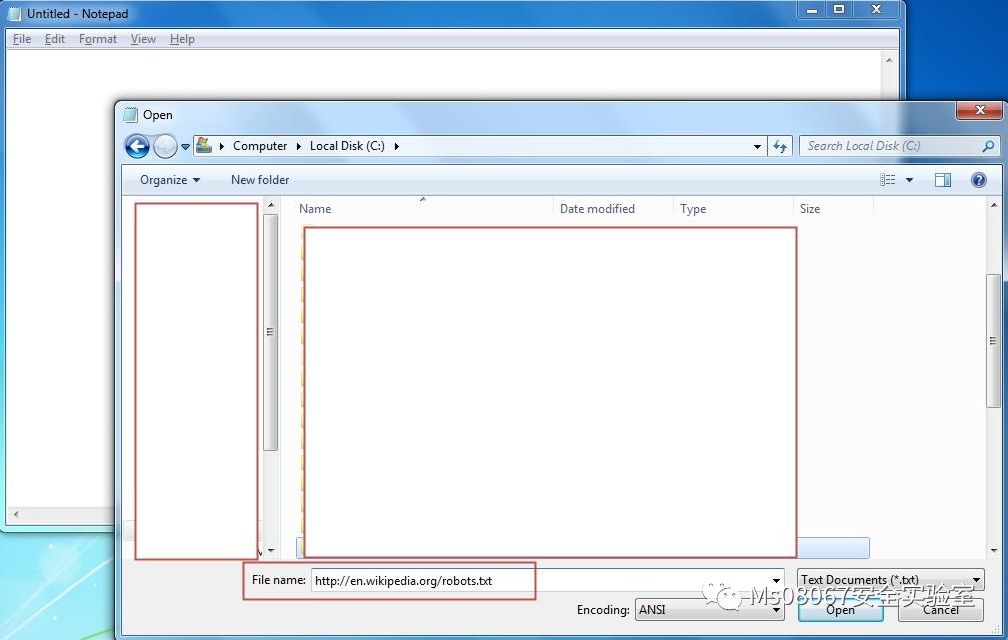 Untitled - Notepad
File Edit Format View Help
Open
Computer Local Disk (C:)
Search Local Disk (C:)
Organize New folder
Name Date modified Type Size
File name: http://en.wikipedia.org/robots.txt
Text Documents (*.txt)
Ms08067安全实验室
Encoding: ANSI
Open Cancel